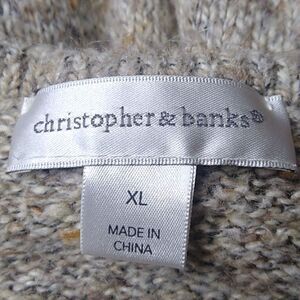 christopher & banks®
XL
MADE IN
CHINA